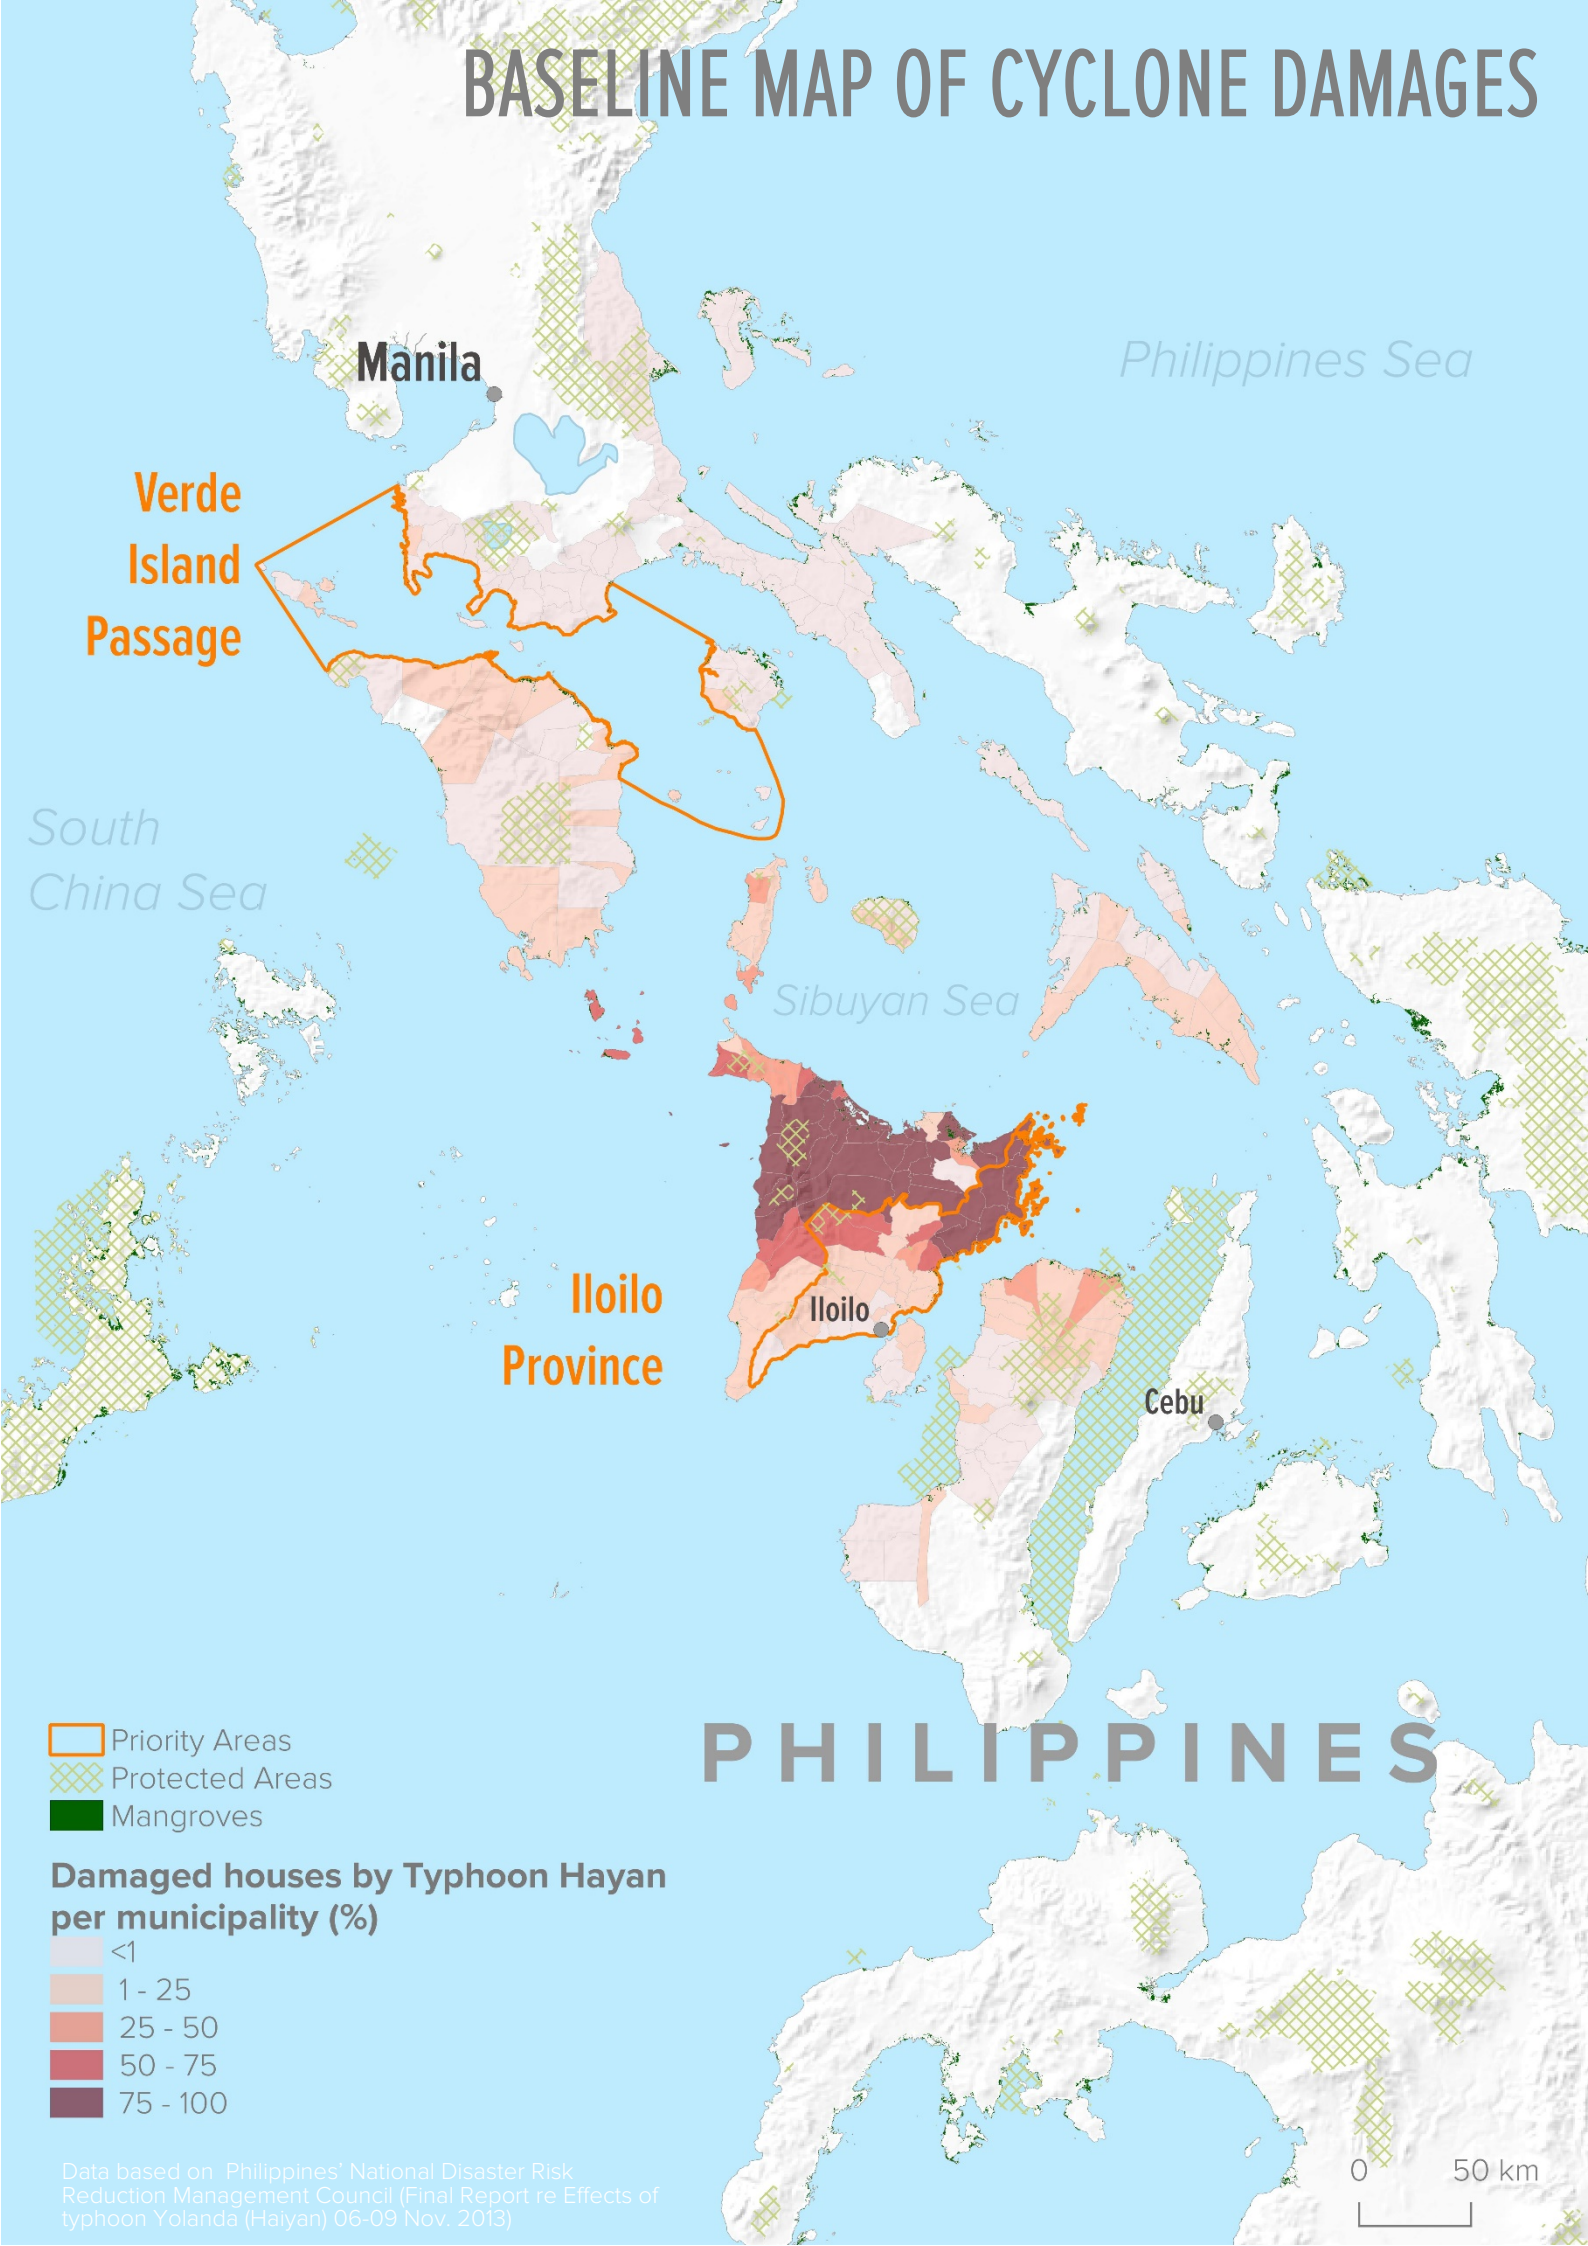 BASELINE MAP OF CYCLONE DAMAGES
Philippines Sea
Manila
Verde
Island
Passage
South
China Sea
Sibuyan Sea
Iloilo
Province
Iloilo
Cebu
PHILIPPINES
Priority Areas
Protected Areas
Mangroves
Damaged houses by Typhoon Hayan
per municipality (%)
<1
1 - 25
25 - 50
50 - 75
75 - 100
Data based on Philippines' National Disaster Risk
Reduction Management Council (Final Report re Effects of
typhoon Yolanda (Haiyan) 06-09 Nov. 2013)
0 50 km